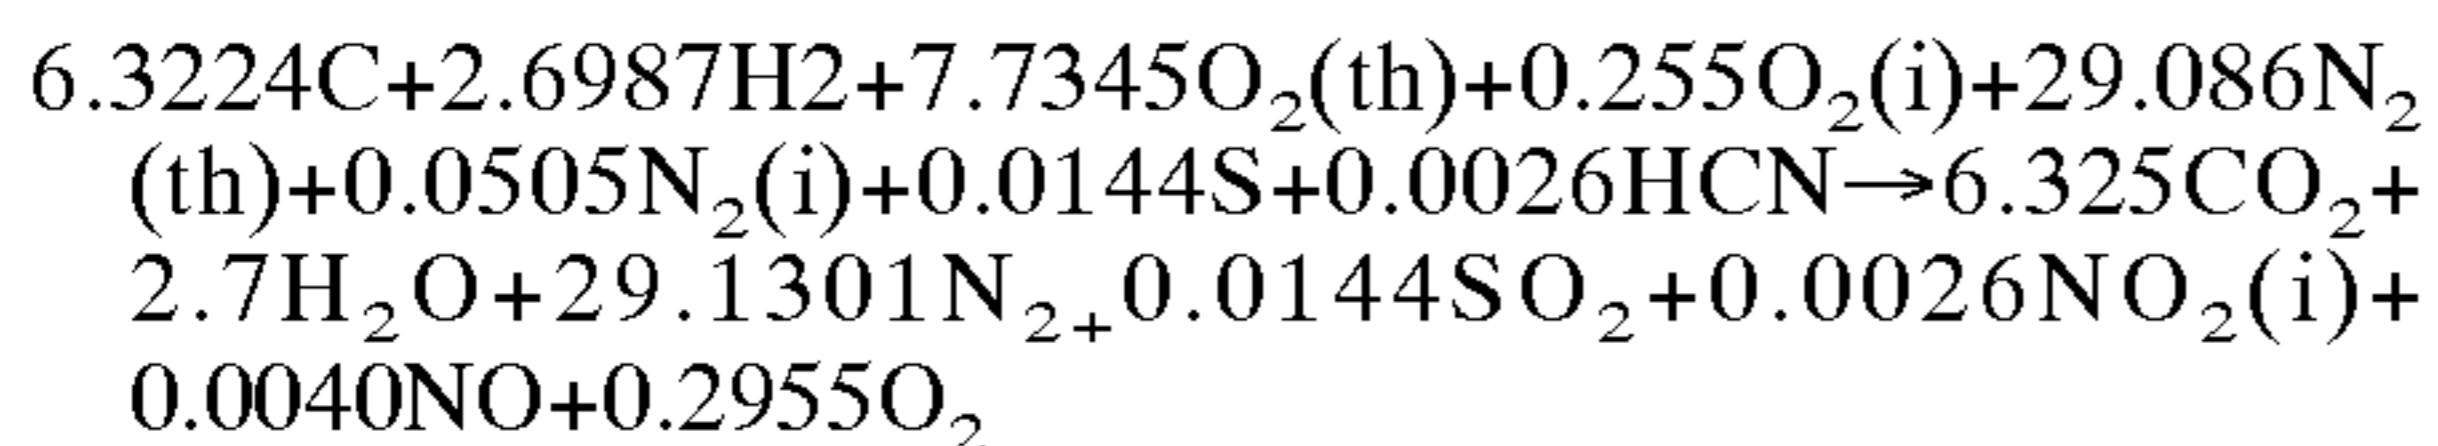 6.3224C+2.6987H2+7.7345O₂(th)+0.255O₂(i)+29.086N₂
(th)+0.0505N₂(i)+0.0144S+0.0026HCN→6.325CO₂+
2.7H₂O+29.1301N₂₊0.0144SO₂+0.0026NO₂(i)+
0.0040NO+0.2955O₂